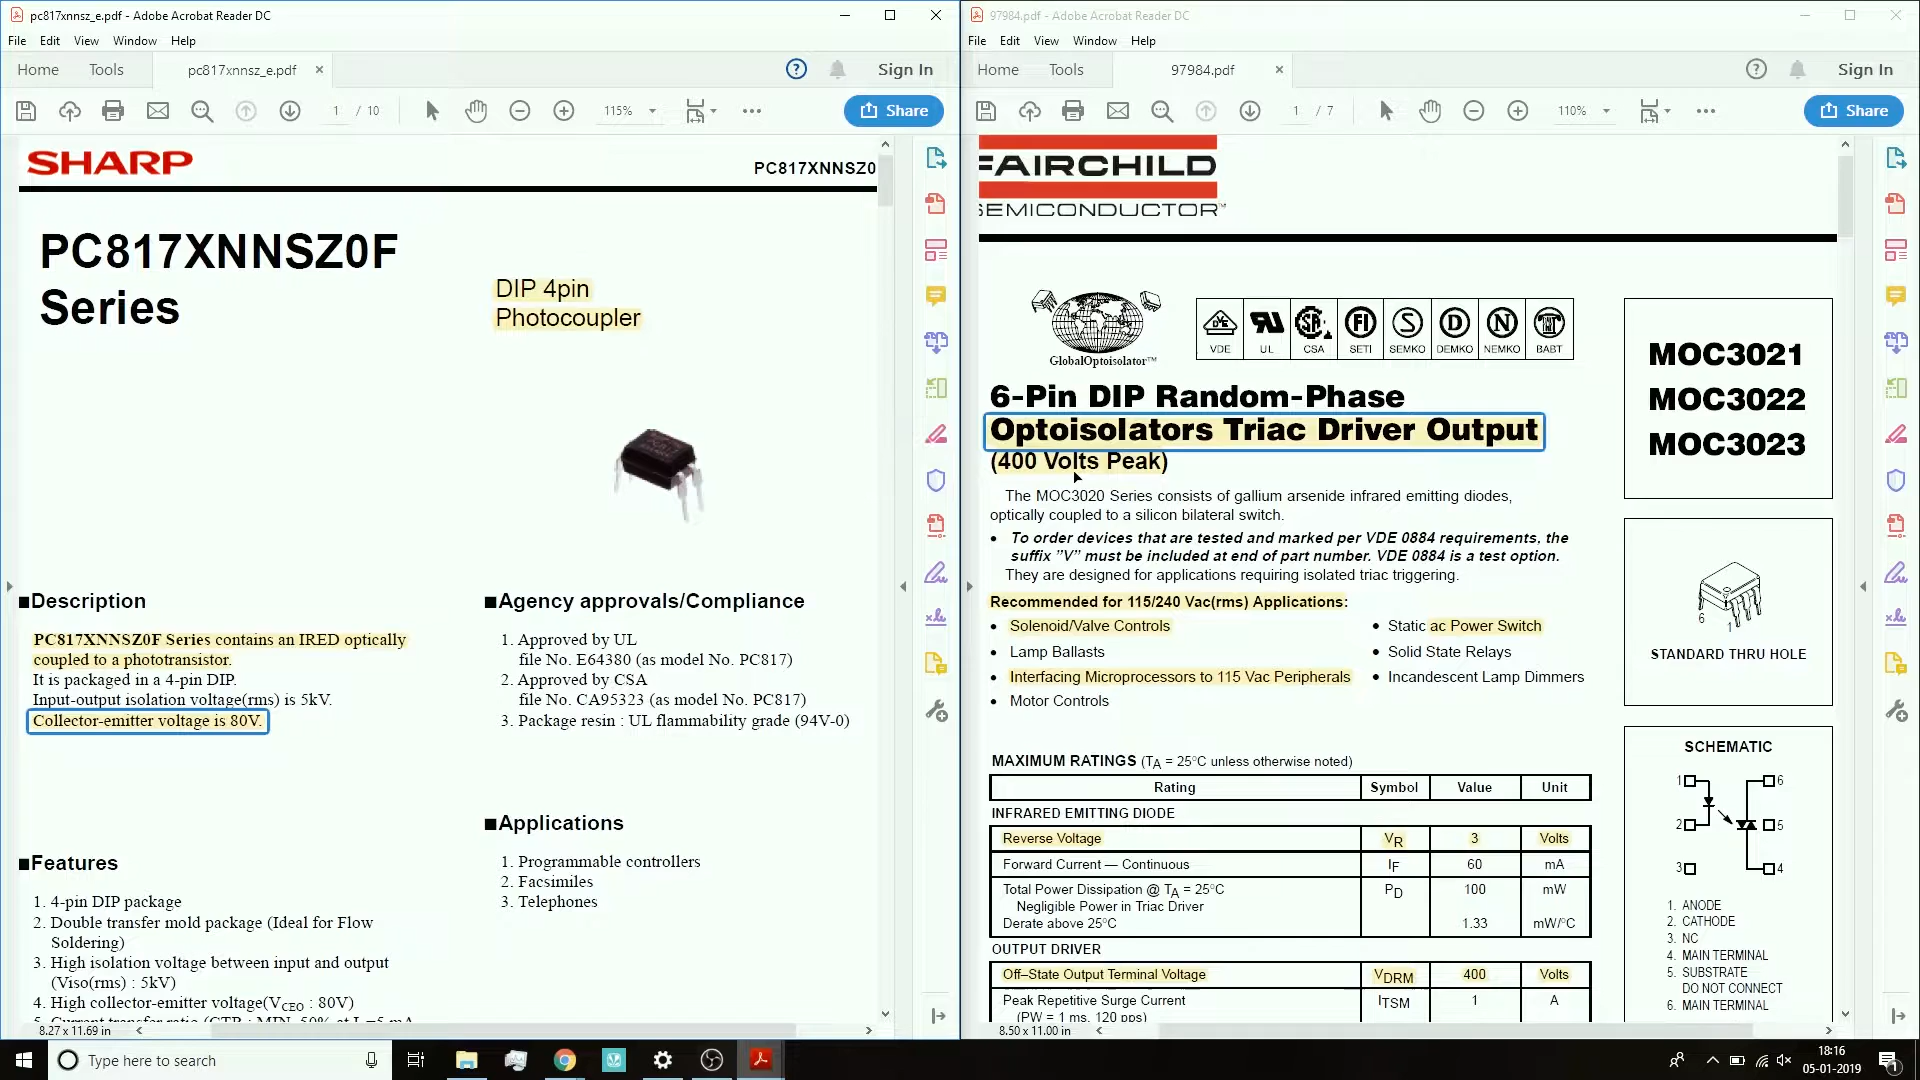 pc817xnnsz_e.pdf - Adobe Acrobat Reader DC
File Edit View Window Help
Home Tools pc817xnnsz_e.pdf × ? Sign In
1 / 10 115% Share
SHARP
PC817XNNSZ0
PC817XNNSZ0F
Series
DIP 4pin
Photocoupler
■Description
PC817XNNSZ0F Series contains an IRED optically
coupled to a phototransistor.
It is packaged in a 4-pin DIP.
Input-output isolation voltage(rms) is 5kV.
Collector-emitter voltage is 80V.
■Features
1. 4-pin DIP package
2. Double transfer mold package (Ideal for Flow
Soldering)
3. High isolation voltage between input and output
(Viso(rms) : 5kV)
4. High collector-emitter voltage(VCEO : 80V)
■Agency approvals/Compliance
1. Approved by UL
file No. E64380 (as model No. PC817)
2. Approved by CSA
file No. CA95323 (as model No. PC817)
3. Package resin : UL flammability grade (94V-0)
■Applications
1. Programmable controllers
2. Facsimiles
3. Telephones
8.27 x 11.69 in
97984.pdf - Adobe Acrobat Reader DC
File Edit View Window Help
Home Tools 97984.pdf × ? Sign In
1 / 7 110% Share
FAIRCHILD
SEMICONDUCTOR™
GlobalOptoisolator™
VDE UL CSA SETI SEMKO DEMKO NEMKO BABT
6-Pin DIP Random-Phase
Optoisolators Triac Driver Output
(400 Volts Peak)
The MOC3020 Series consists of gallium arsenide infrared emitting diodes,
optically coupled to a silicon bilateral switch.
• To order devices that are tested and marked per VDE 0884 requirements, the
suffix ”V” must be included at end of part number. VDE 0884 is a test option.
They are designed for applications requiring isolated triac triggering.
Recommended for 115/240 Vac(rms) Applications:
• Solenoid/Valve Controls
• Lamp Ballasts
• Interfacing Microprocessors to 115 Vac Peripherals
• Motor Controls
• Static ac Power Switch
• Solid State Relays
• Incandescent Lamp Dimmers
MAXIMUM RATINGS (TA = 25°C unless otherwise noted)
Rating Symbol Value Unit
INFRARED EMITTING DIODE
Reverse Voltage VR 3 Volts
Forward Current — Continuous IF 60 mA
Total Power Dissipation @ TA = 25°C PD 100 mW
Negligible Power in Triac Driver
Derate above 25°C 1.33 mW/°C
OUTPUT DRIVER
Off–State Output Terminal Voltage VDRM 400 Volts
Peak Repetitive Surge Current ITSM 1 A
(PW = 1 ms, 120 pps)
MOC3021
MOC3022
MOC3023
6 1
STANDARD THRU HOLE
SCHEMATIC
1 6
2 5
3 4
1. ANODE
2. CATHODE
3. NC
4. MAIN TERMINAL
5. SUBSTRATE
DO NOT CONNECT
6. MAIN TERMINAL
8.50 x 11.00 in
Type here to search
18:16
05-01-2019
1